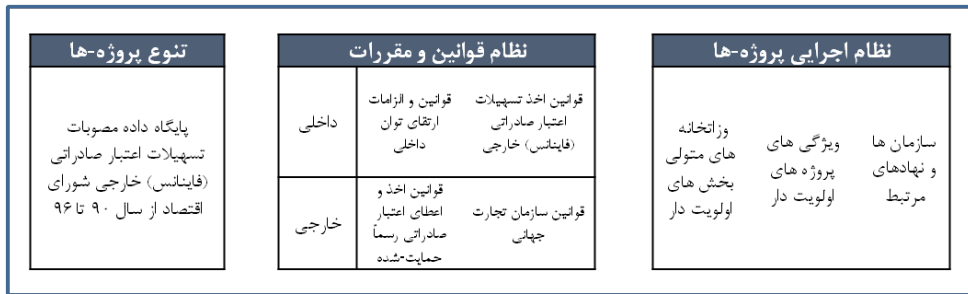 نظام اجرایی پروژه-ها
سازمان ها
و نهادهای
مرتبط
ویژگی های
پروژه های
اولویت دار
وزاتخانه
های متولی
بخش های
اولویت دار
نظام قوانین و مقررات
داخلی
قوانین اخذ تسهیلات
اعتبار صادراتی
(فاینانس) خارجی
قوانین و الزامات
ارتقای توان
داخلی
خارجی
قوانین سازمان تجارت
جهانی
قوانین اخذ و
اعطای اعتبار
صادراتی رسماً
حمایت-شده
تنوع پروژه-ها
پایگاه داده مصوبات
تسهیلات اعتبار صادراتی
(فاینانس) خارجی شورای
اقتصاد از سال ۹۰ تا ۹۶